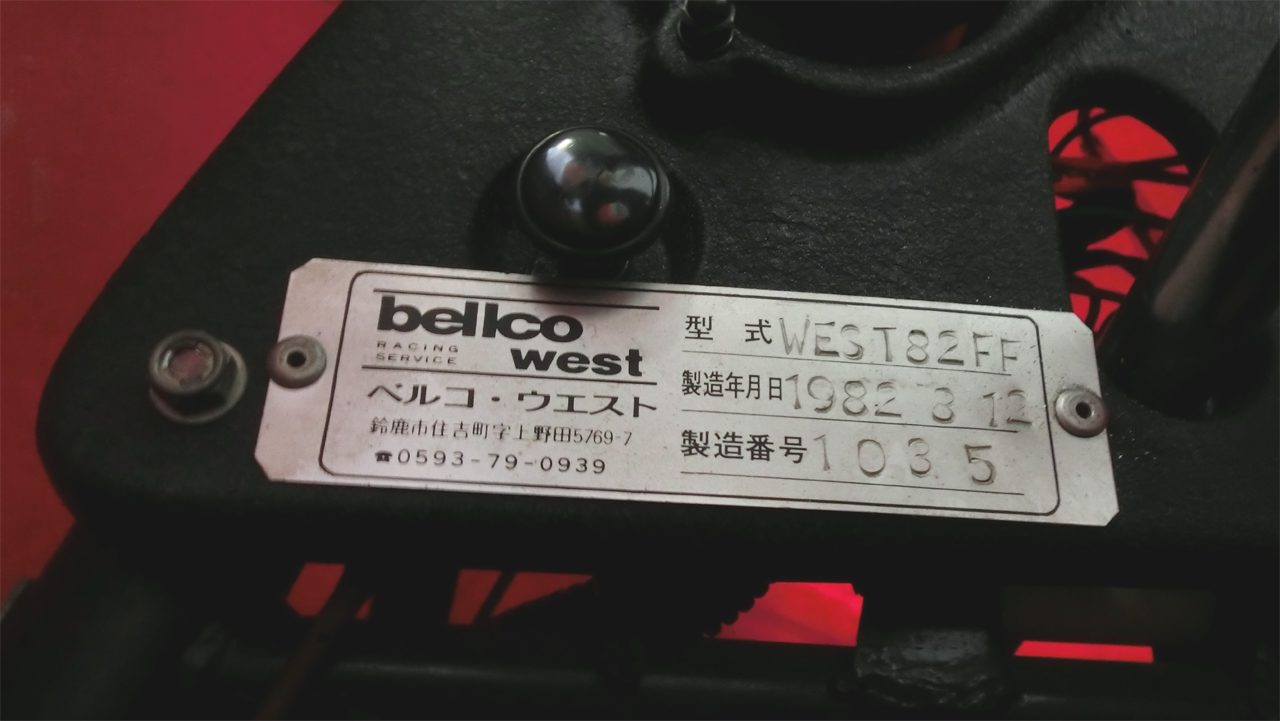 bellco
RACING
SERVICE
west
ベルコ・ウエスト
鈴鹿市住吉町字上野田5769-7
☎0593-79-0939
型 式 WEST82FF
製造年月日 1982 3 12
製造番号 1035